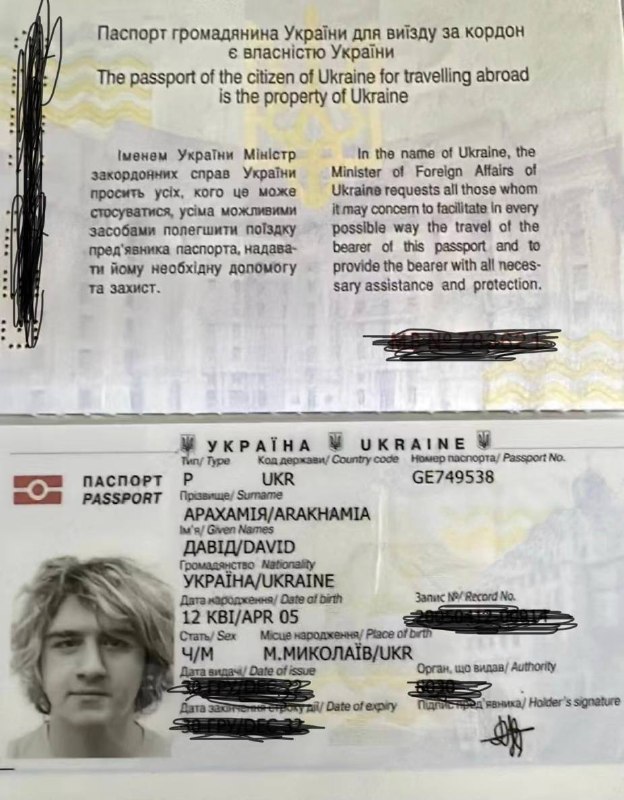 Паспорт громадянина України для виїзду за кордон
є власністю України
The passport of the citizen of Ukraine for travelling abroad
is the property of Ukraine
Іменем України Міністр
закордонних справ України
просить усіх, кого це може
стосуватися, усіма можливими
засобами полегшити поїздку
пред'явника паспорта, надава-
ти йому необхідну допомогу
та захист.
In the name of Ukraine, the
Minister of Foreign Affairs of
Ukraine requests all those whom
it may concern to facilitate in every
possible way the travel of the
bearer of this passport and to
provide the bearer with all neces-
sary assistance and protection.
УКРАЇНА UKRAINE
ПАСПОРТ
PASSPORT
Тип/ Type Код держави/ Country code Номер паспорта/ Passport No.
P UKR GE749538
Прізвище/ Surname
АРАХАМІЯ/ARAKHAMIA
Ім'я/ Given Names
ДАВІД/DAVID
Громадянство/ Nationality
УКРАЇНА/UKRAINE
Дата народження/ Date of birth Запис №/ Record No.
12 КВІ/APR 05
Стать/ Sex Місце народження/ Place of birth
Ч/М М.МИКОЛАЇВ/UKR
Дата видачі/ Date of issue Орган, що видав/ Authority
Дата закінчення строку дії/ Date of expiry Підпис пред'явника/ Holder's signature